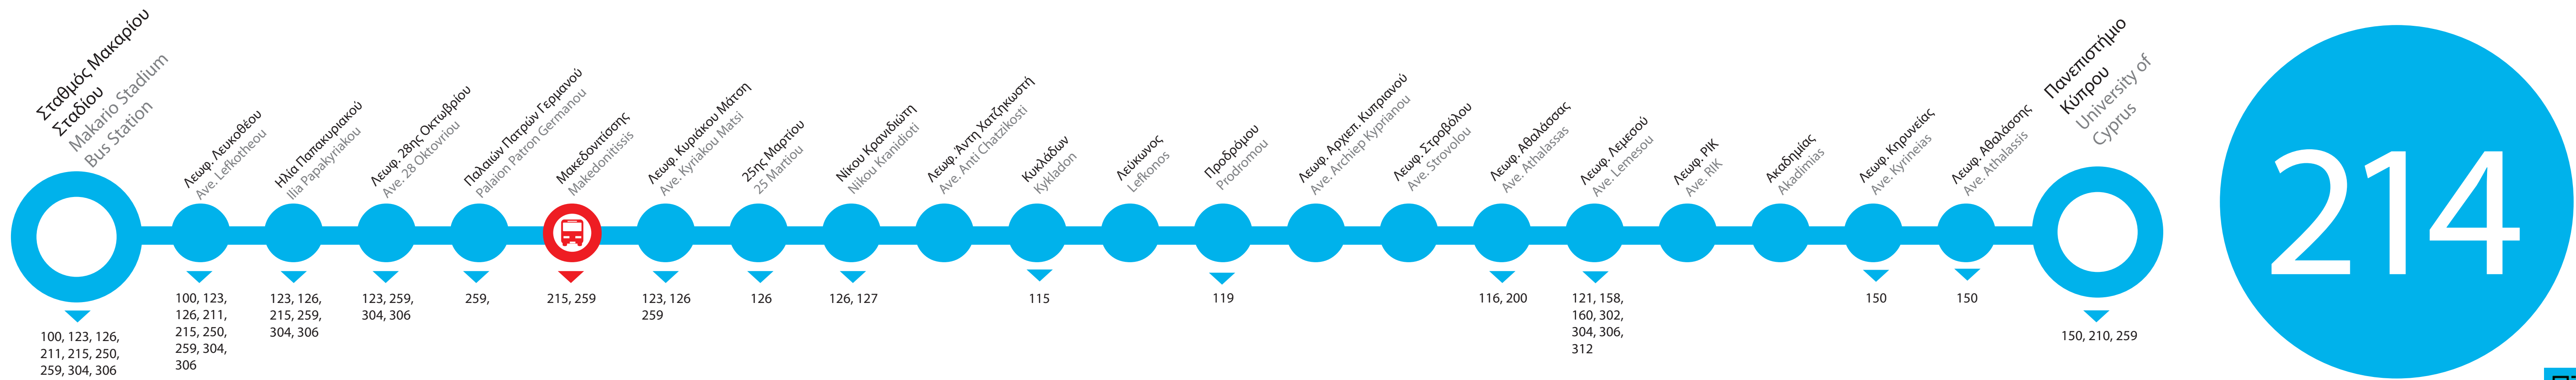 Σταθμός Μακαρίου
Σταδίου
Makario Stadium
Bus Station
100, 123, 126,
211, 215, 250,
259, 304, 306
Λεωφ. Λευκοθέου
Ave. Lefkotheou
100, 123,
126, 211,
215, 250,
259, 304,
306
Ηλία Παπακυριακού
Ilia Papakyriakou
123, 126,
215, 259,
304, 306
Λεωφ. 28ης Οκτωβρίου
Ave. 28 Oktovriou
123, 259,
304, 306
Παλαιών Πατρών Γερμανού
Palaion Patron Germanou
259,
Μακεδονιτίσσης
Makedonitissis
215, 259
Λεωφ. Κυριάκου Μάτση
Ave. Kyriakou Matsi
123, 126
259
25ης Μαρτίου
25 Martiou
126
Νίκου Κρανιδιώτη
Nikou Kranidioti
126, 127
Λεωφ. Άντη Χατζηκωστή
Ave. Anti Chatzikosti
Κυκλάδων
Kykladon
115
Λεύκωνος
Lefkonos
Προδρόμου
Prodromou
119
Λεωφ. Αρχιεπ. Κυπριανού
Ave. Archiep Kyprianou
Λεωφ. Στροβόλου
Ave. Strovolou
Λεωφ. Αθαλάσσας
Ave. Athalassas
116, 200
Λεωφ. Λεμεσού
Ave. Lemesou
121, 158,
160, 302,
304, 306,
312
Λεωφ. ΡΙΚ
Ave. RIK
Ακαδημίας
Akadimias
Λεωφ. Κηρυνείας
Ave. Kyrineias
150
Λεωφ. Αθαλάσσης
Ave. Athalassis
150
Πανεπιστήμιο
Κύπρου
University of
Cyprus
150, 210, 259
214